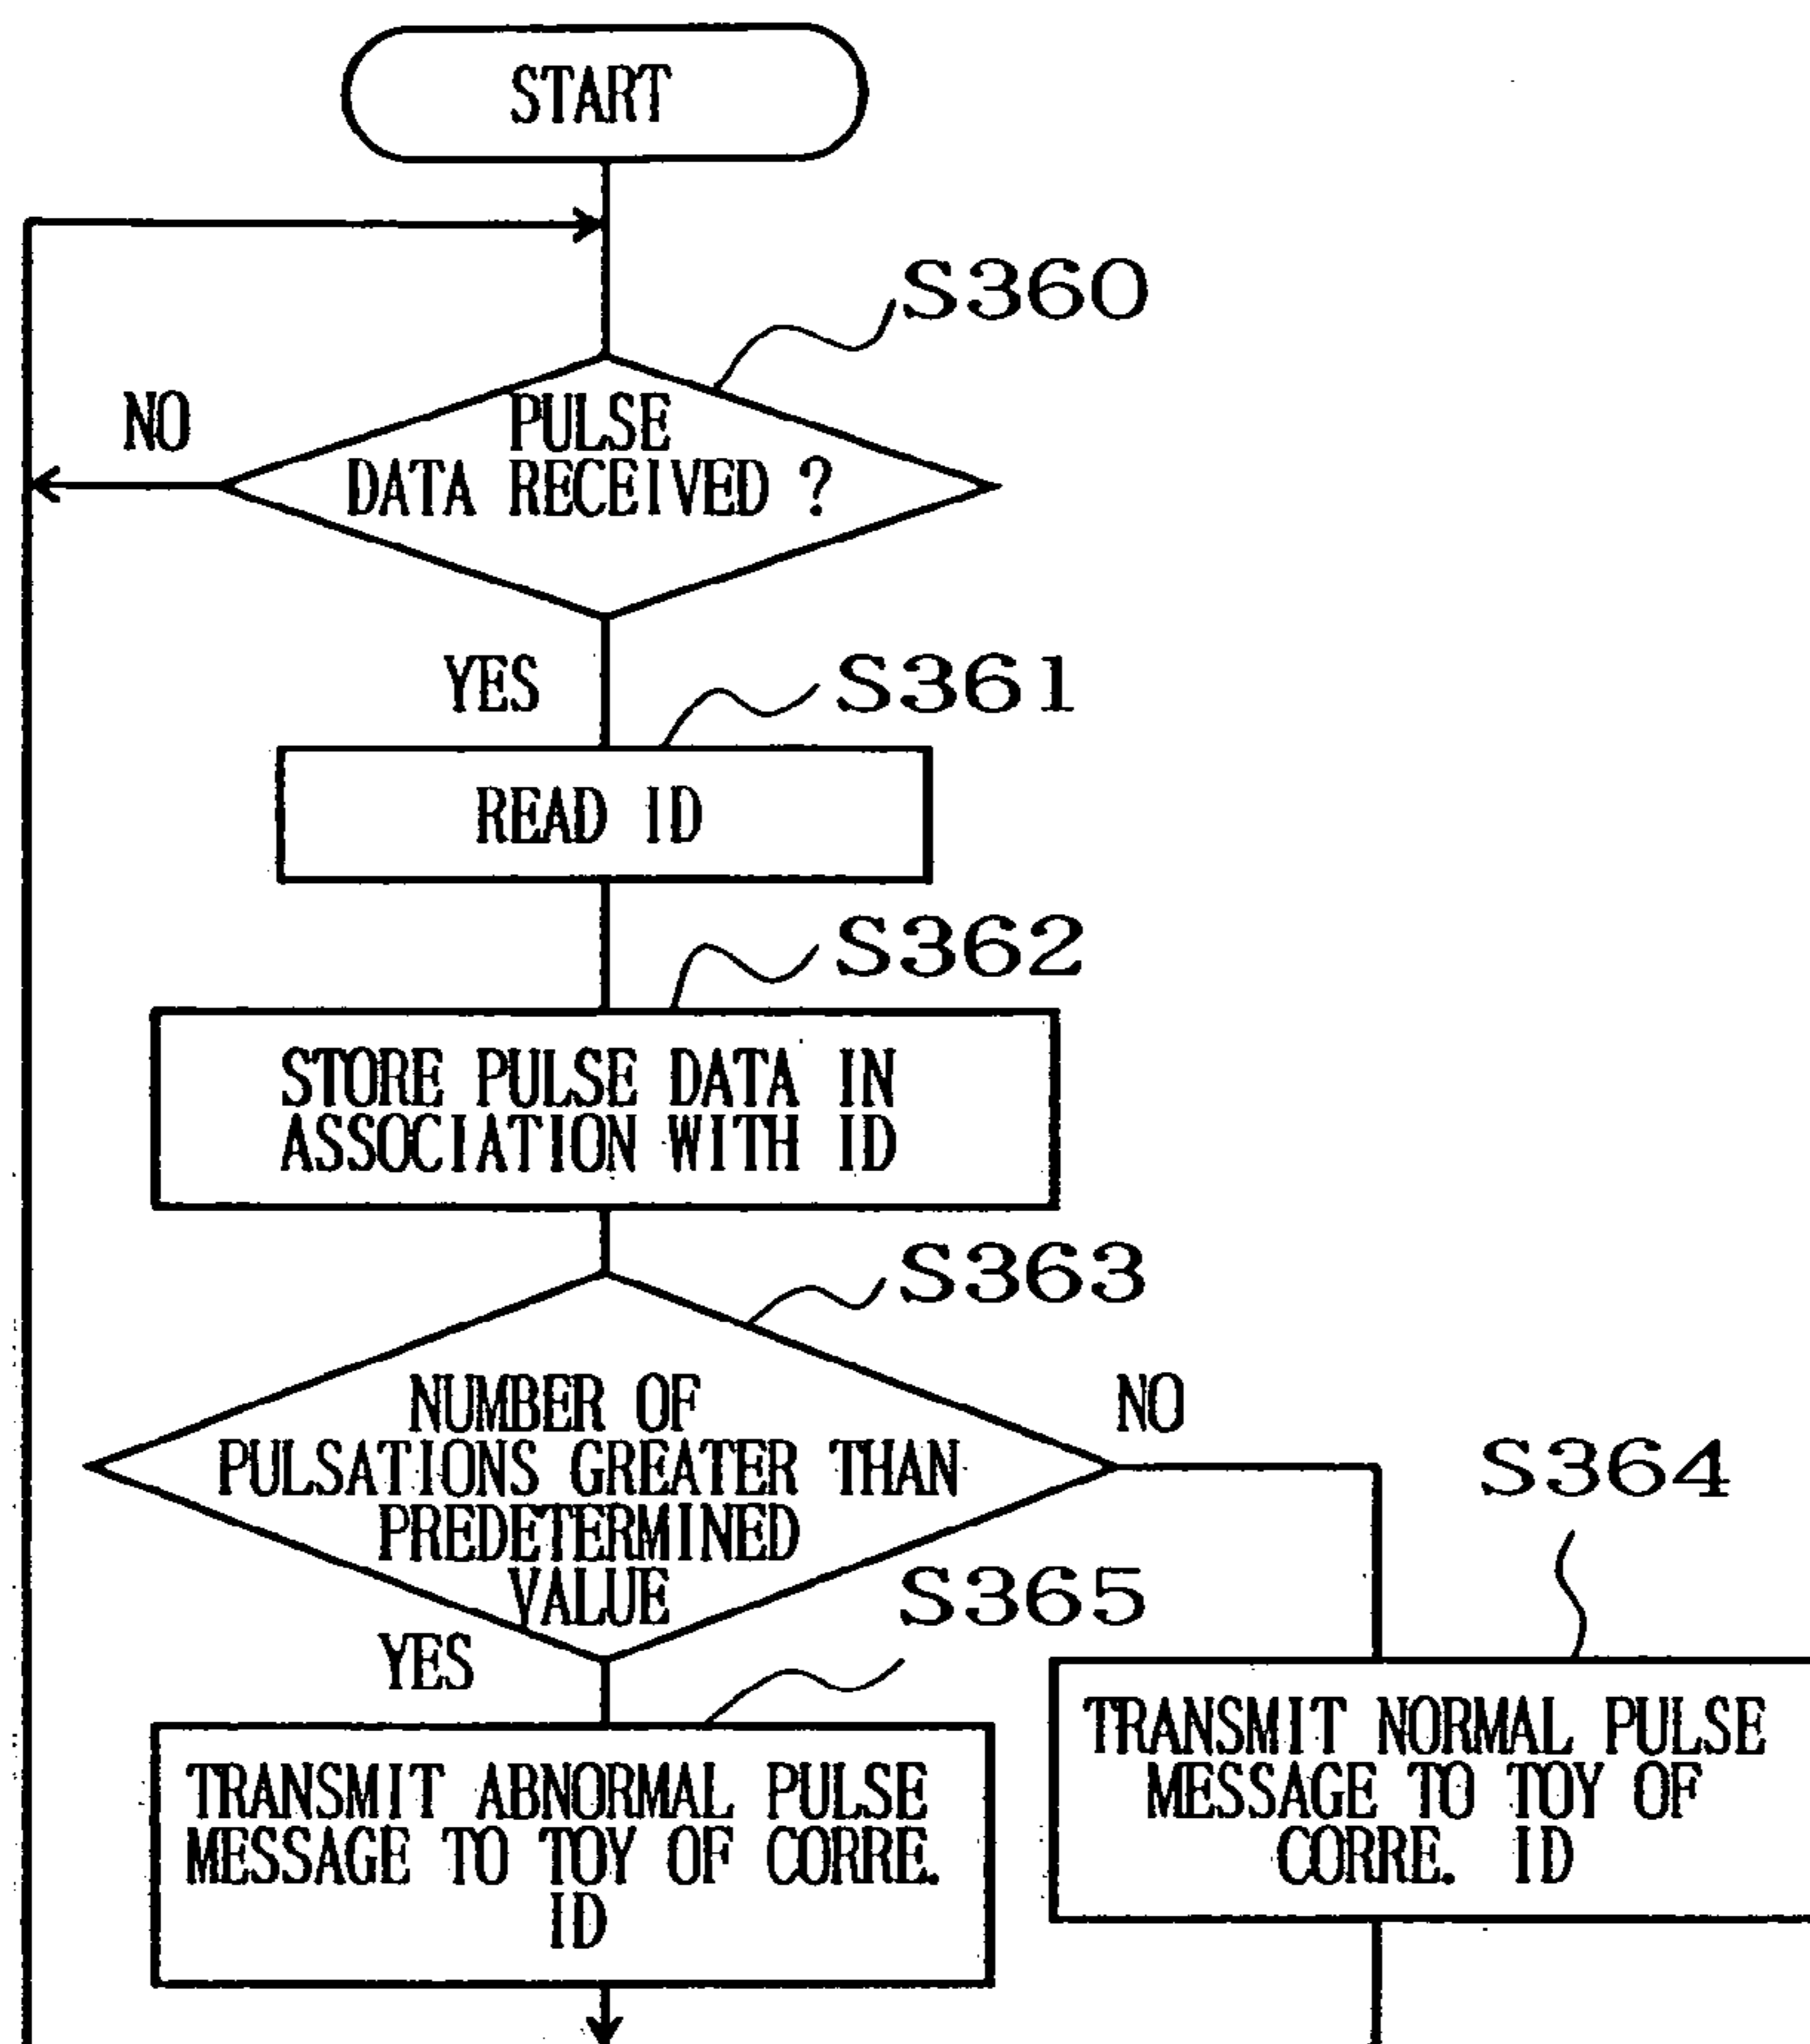 START
S360
NO
PULSE
DATA RECEIVED ?
YES
S361
READ ID
S362
STORE PULSE DATA IN
ASSOCIATION WITH ID
S363
NUMBER OF
PULSATIONS GREATER THAN
PREDETERMINED
VALUE
NO
S364
S365
YES
TRANSMIT ABNORMAL PULSE
MESSAGE TO TOY OF CORRE.
ID
TRANSMIT NORMAL PULSE
MESSAGE TO TOY OF
CORRE. ID